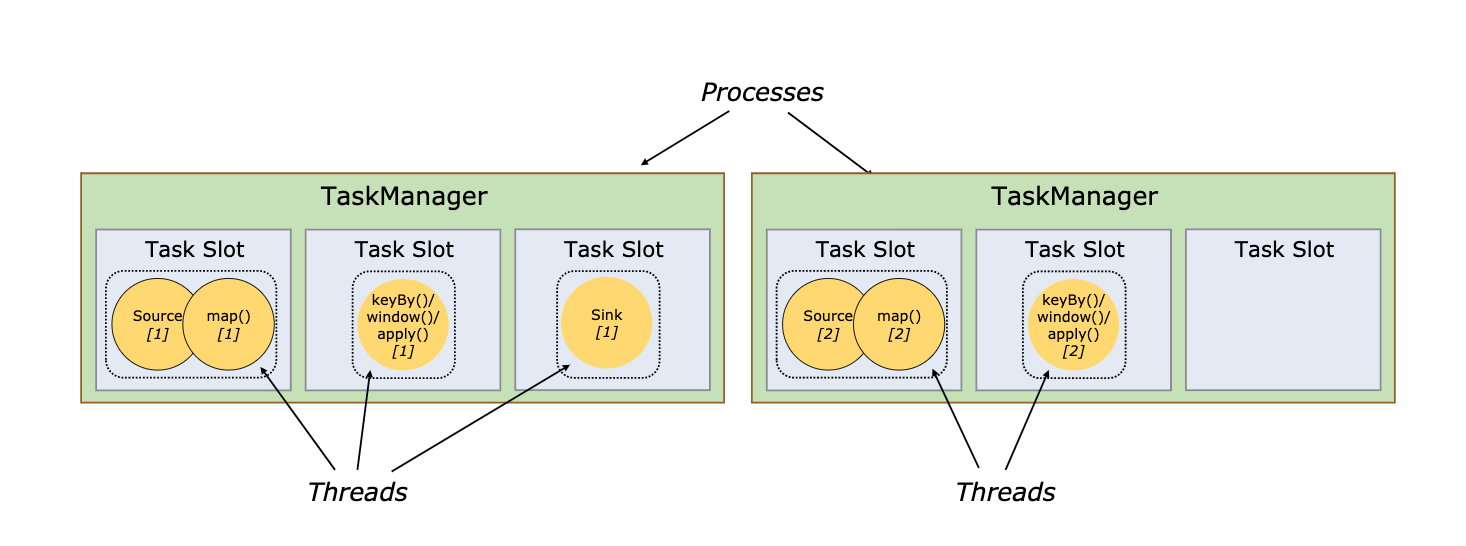 Processes
TaskManager
Task Slot
Source
[1]
map()
[1]
Task Slot
keyBy()/
window()/
apply()
[1]
Task Slot
Sink
[1]
TaskManager
Task Slot
Source
[2]
map()
[2]
Task Slot
keyBy()/
window()/
apply()
[2]
Task Slot
Threads
Threads